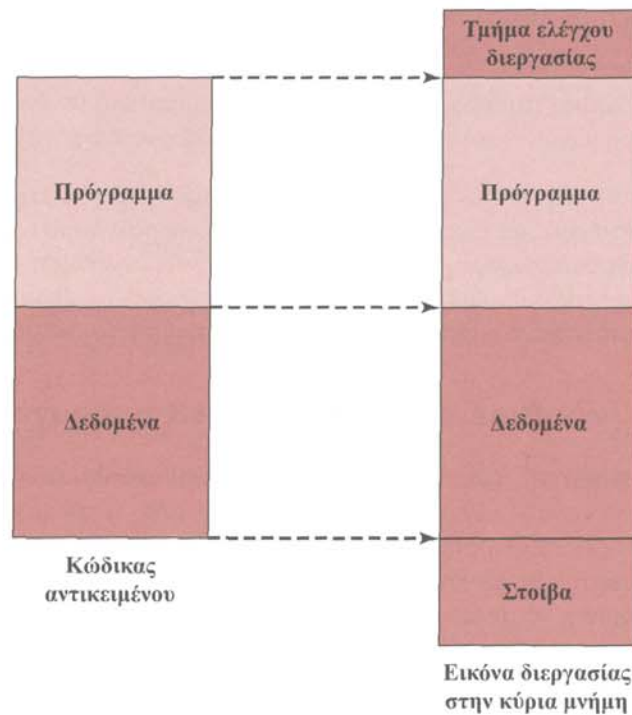 Τμήμα ελέγχου
διεργασίας
Πρόγραμμα
Πρόγραμμα
Δεδομένα
Δεδομένα
Κώδικας
αντικειμένου
Στοίβα
Εικόνα διεργασίας
στην κύρια μνήμη